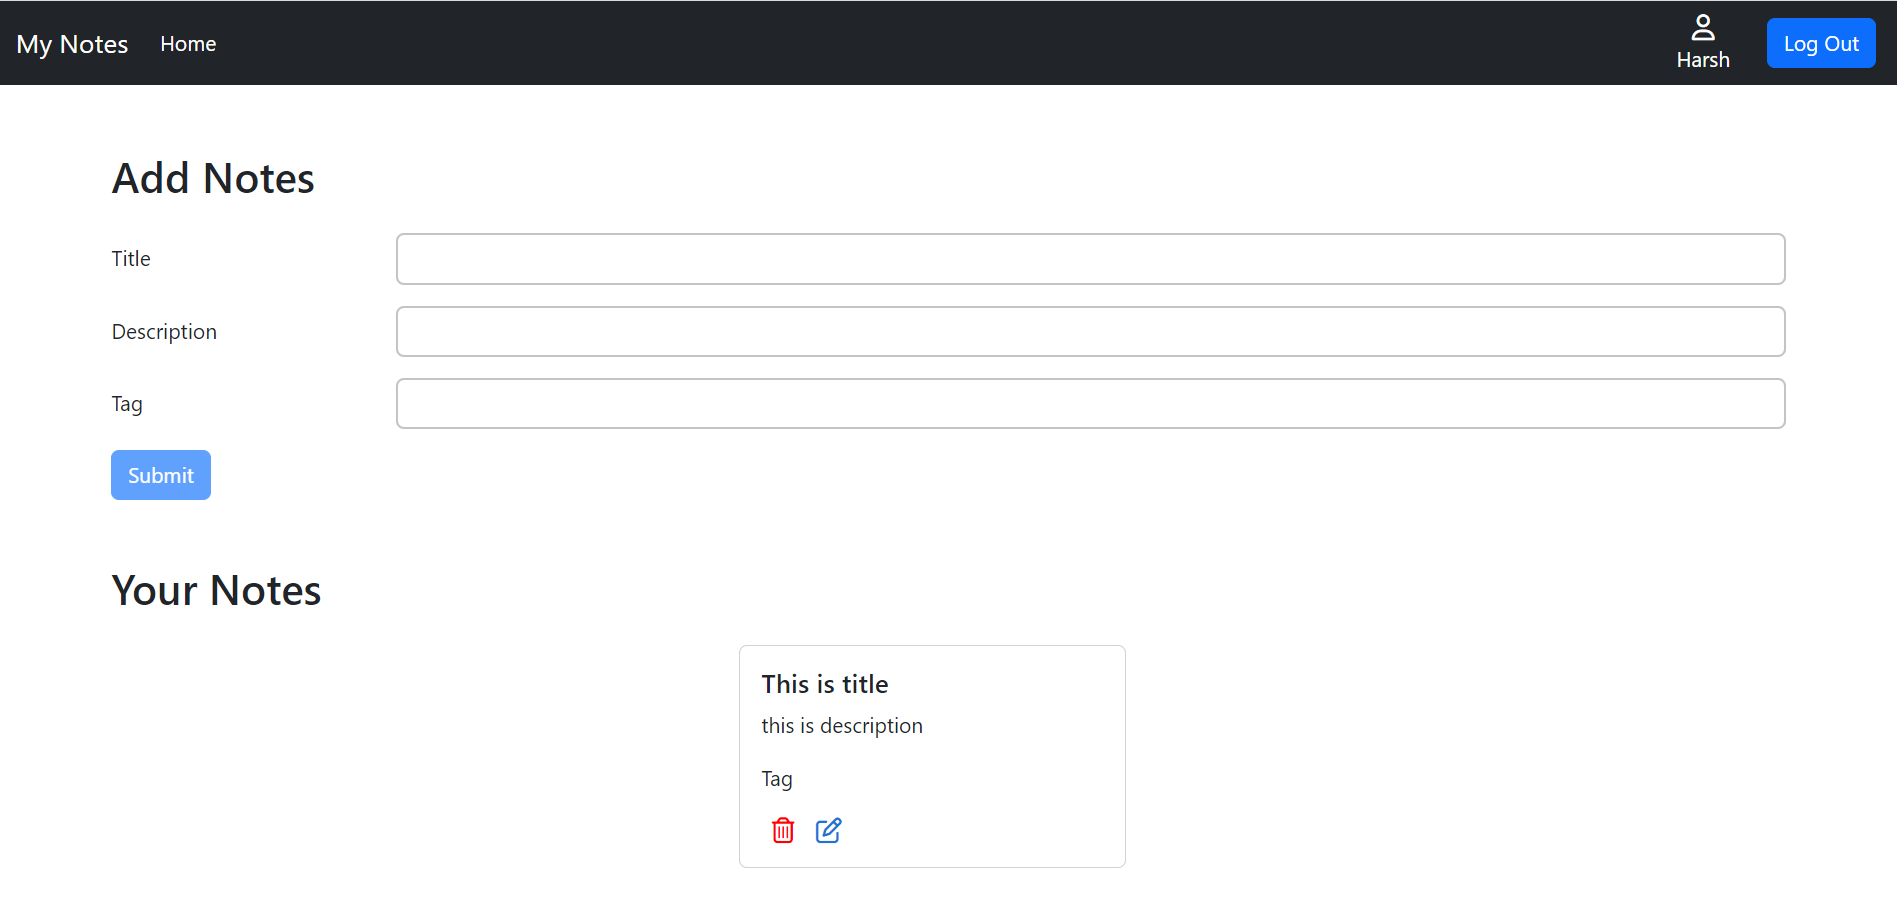 My Notes Home Harsh Log Out
Add Notes
Title
Description
Tag
Submit
Your Notes
This is title
this is description
Tag